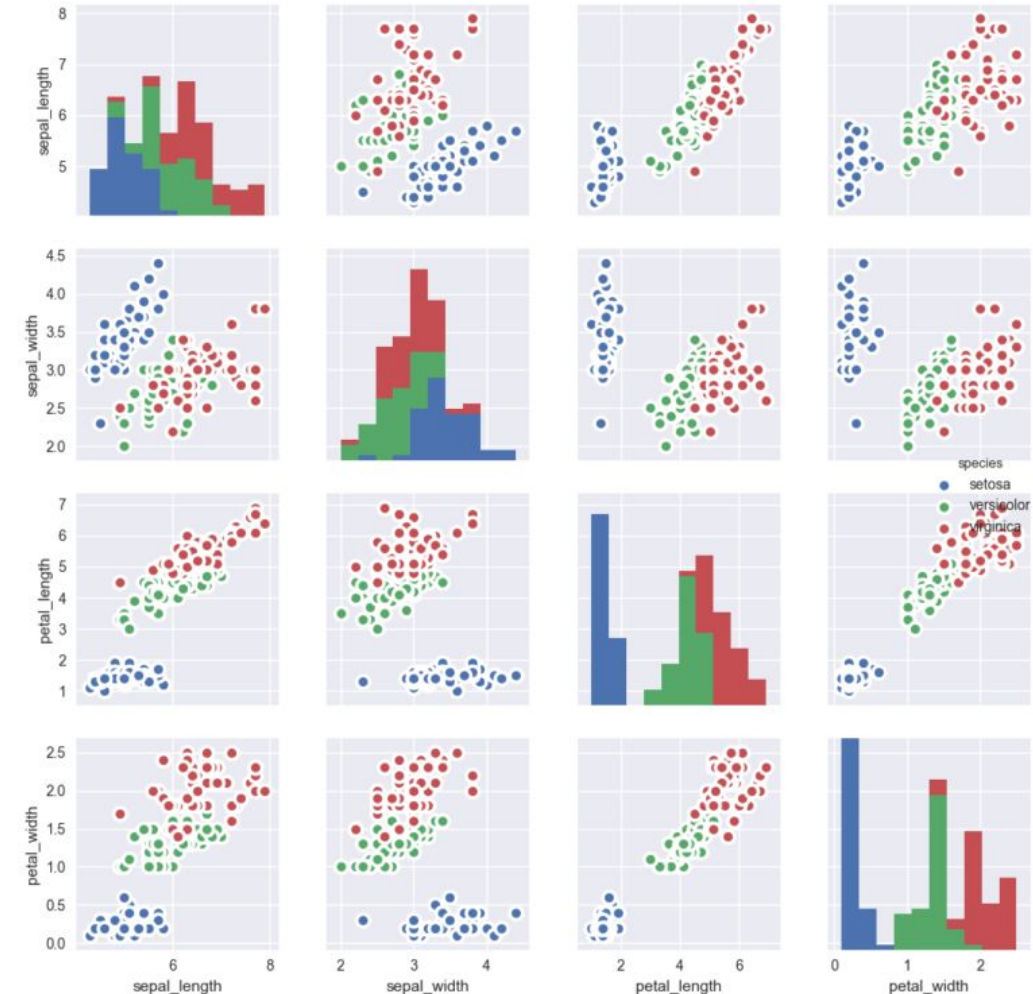 8
7
6
5
sepal_length
4.5
4.0
3.5
3.0
2.5
2.0
sepal_width
species
setosa
versicolor
virginica
7
6
5
4
3
2
1
petal_length
2.5
2.0
1.5
1.0
0.5
0.0
petal_width
6 8
2 3 4
2 4 6
0 1 2
sepal_length
sepal_width
petal_length
petal_width